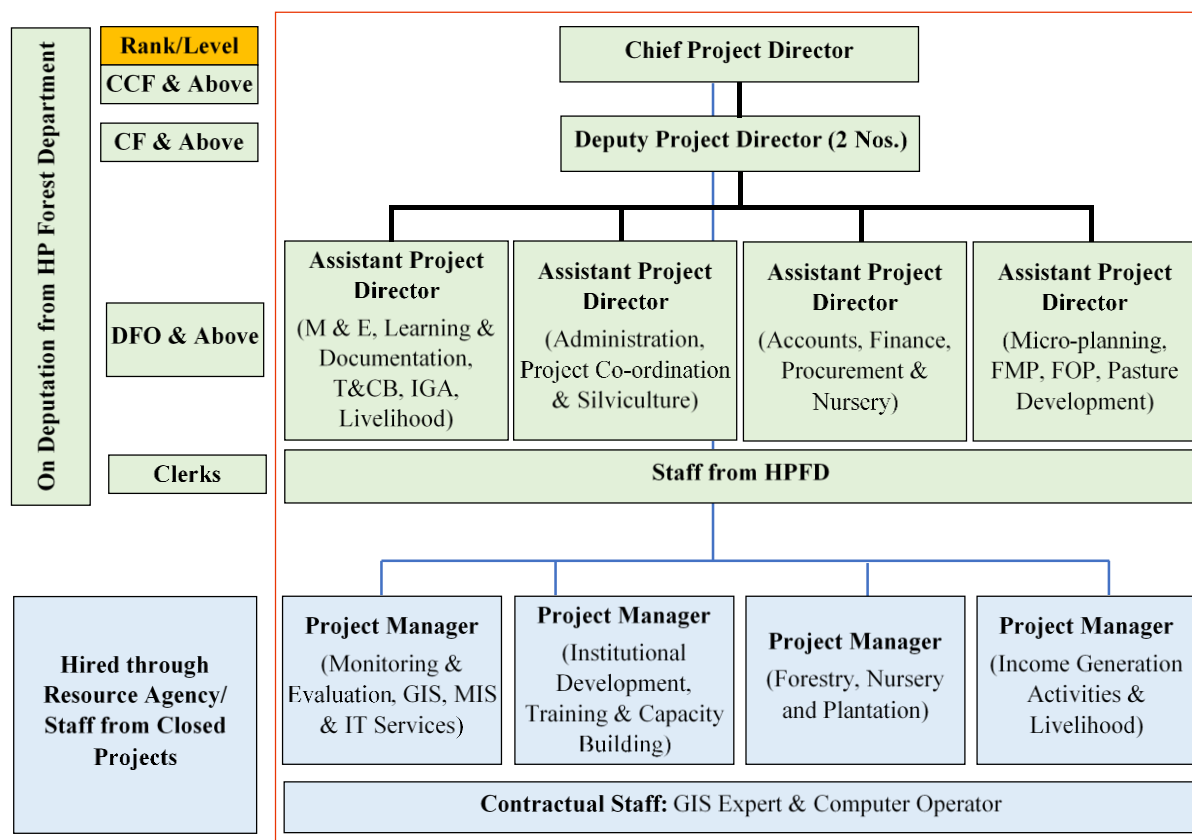 On Deputation from HP Forest Department
Rank/Level
CCF & Above
CF & Above
DFO & Above
Clerks
Chief Project Director
Deputy Project Director (2 Nos.)
Assistant Project
Director
(M & E, Learning &
Documentation,
T&CB, IGA,
Livelihood)
Assistant Project
Director
(Administration,
Project Co-ordination
& Silviculture)
Assistant Project
Director
(Accounts, Finance,
Procurement &
Nursery)
Assistant Project
Director
(Micro-planning,
FMP, FOP, Pasture
Development)
Staff from HPFD
Hired through
Resource Agency/
Staff from Closed
Projects
Project Manager
(Monitoring &
Evaluation, GIS, MIS
& IT Services)
Project Manager
(Institutional
Development,
Training & Capacity
Building)
Project Manager
(Forestry, Nursery
and Plantation)
Project Manager
(Income Generation
Activities &
Livelihood)
Contractual Staff: GIS Expert & Computer Operator